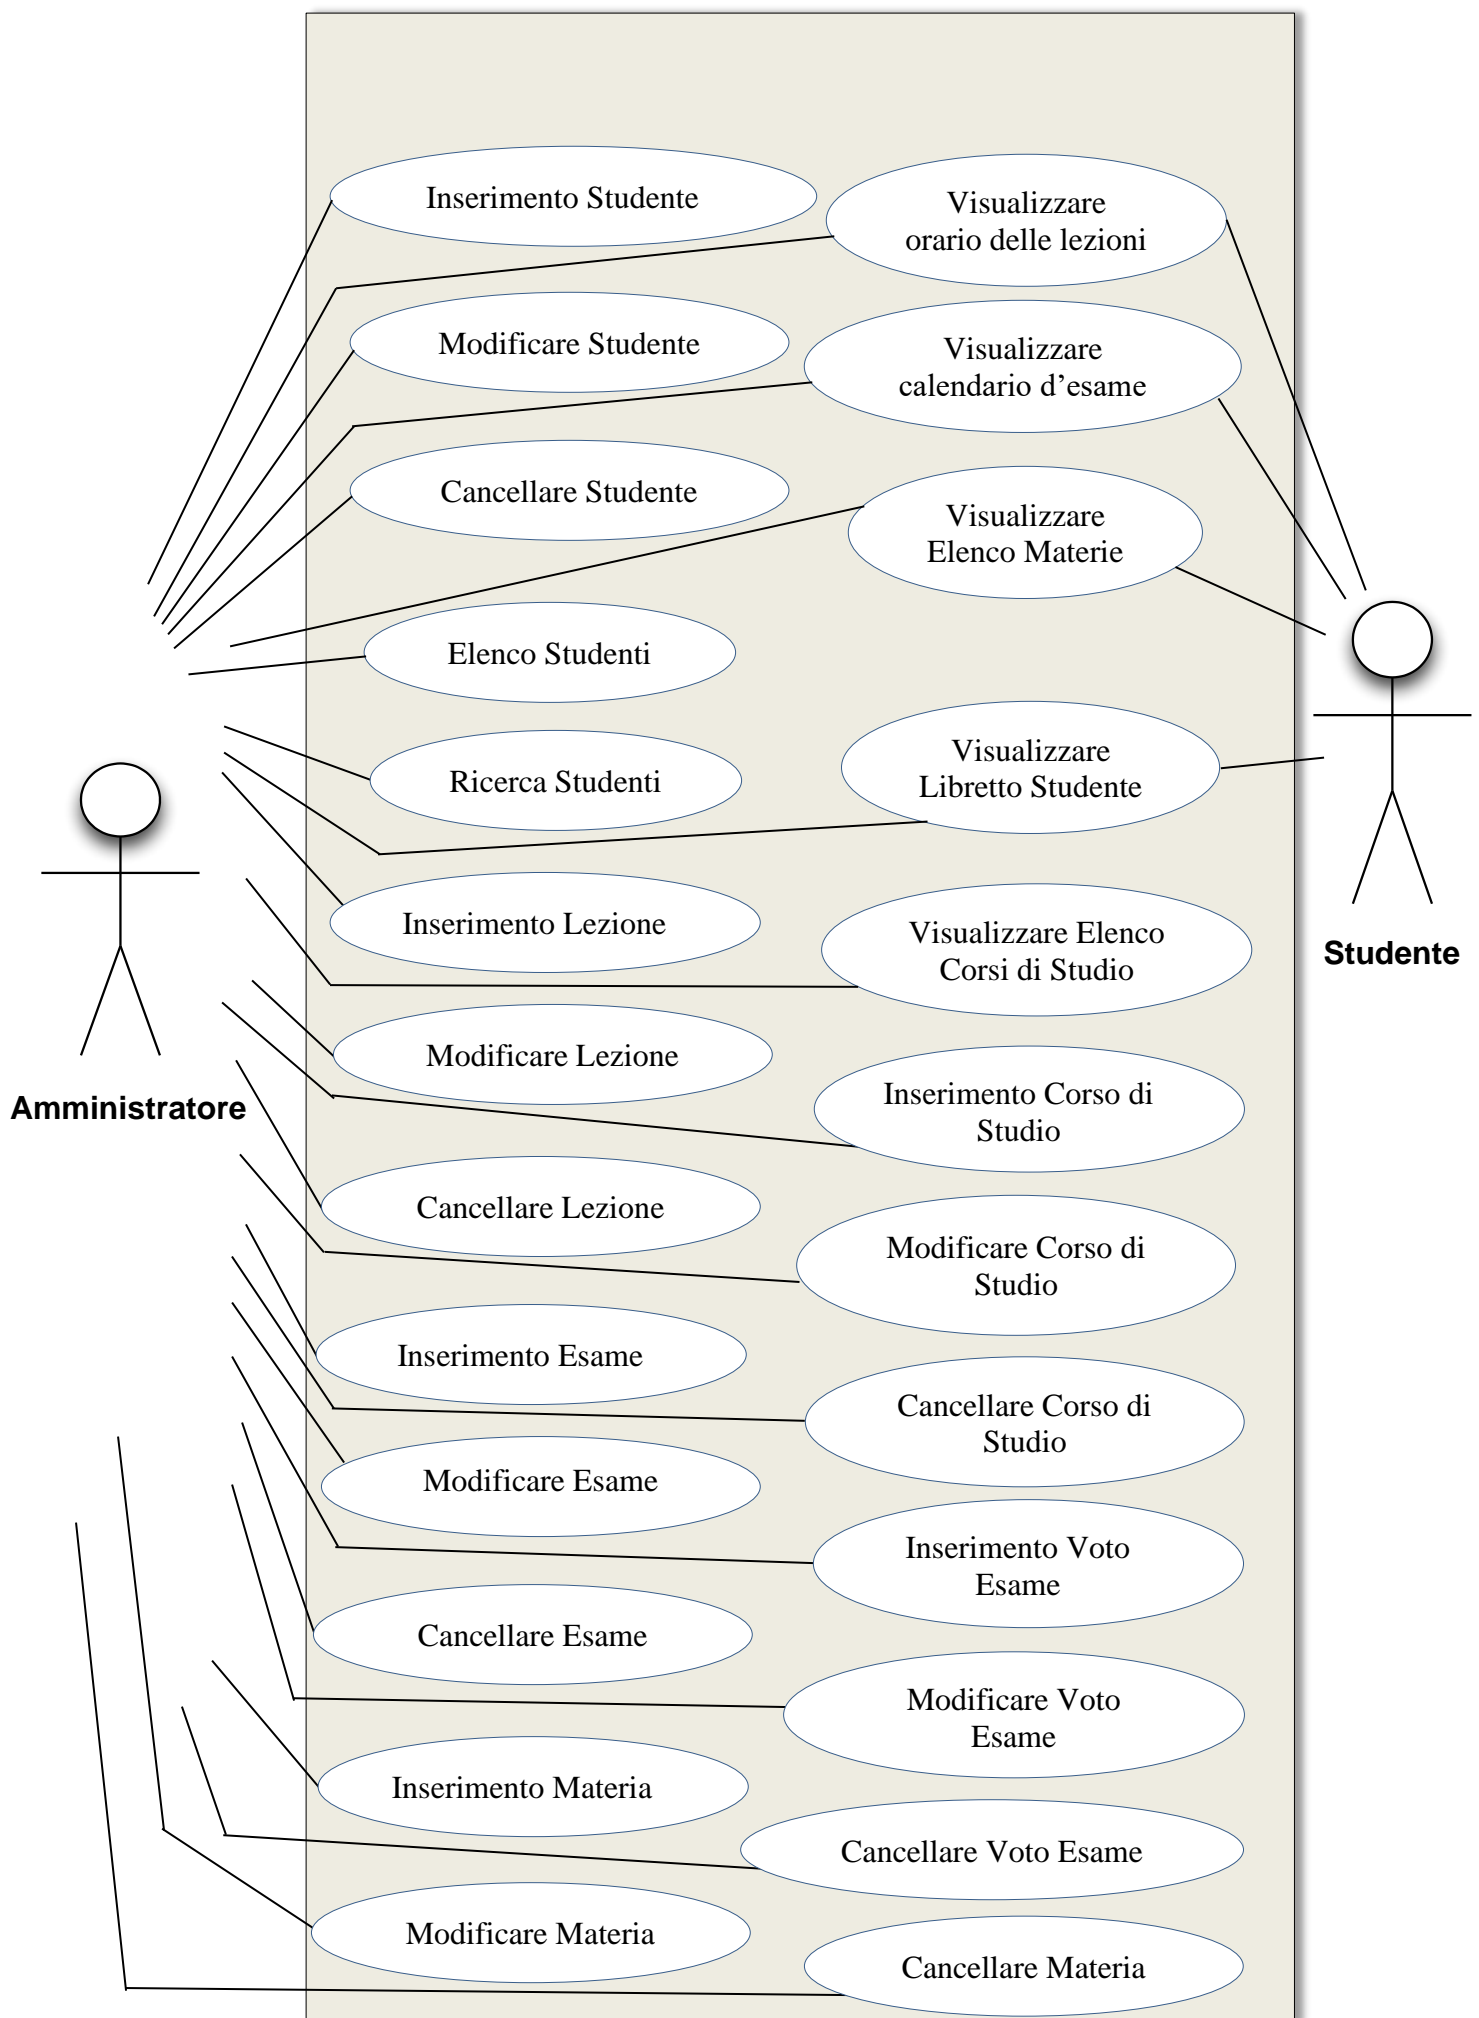 Inserimento Studente
Visualizzare
orario delle lezioni
Modificare Studente
Visualizzare
calendario d’esame
Cancellare Studente
Visualizzare
Elenco Materie
Elenco Studenti
Ricerca Studenti
Visualizzare
Libretto Studente
Inserimento Lezione
Visualizzare Elenco
Corsi di Studio
Studente
Modificare Lezione
Amministratore
Inserimento Corso di
Studio
Cancellare Lezione
Modificare Corso di
Studio
Inserimento Esame
Cancellare Corso di
Studio
Modificare Esame
Inserimento Voto
Esame
Cancellare Esame
Modificare Voto
Esame
Inserimento Materia
Cancellare Voto Esame
Modificare Materia
Cancellare Materia